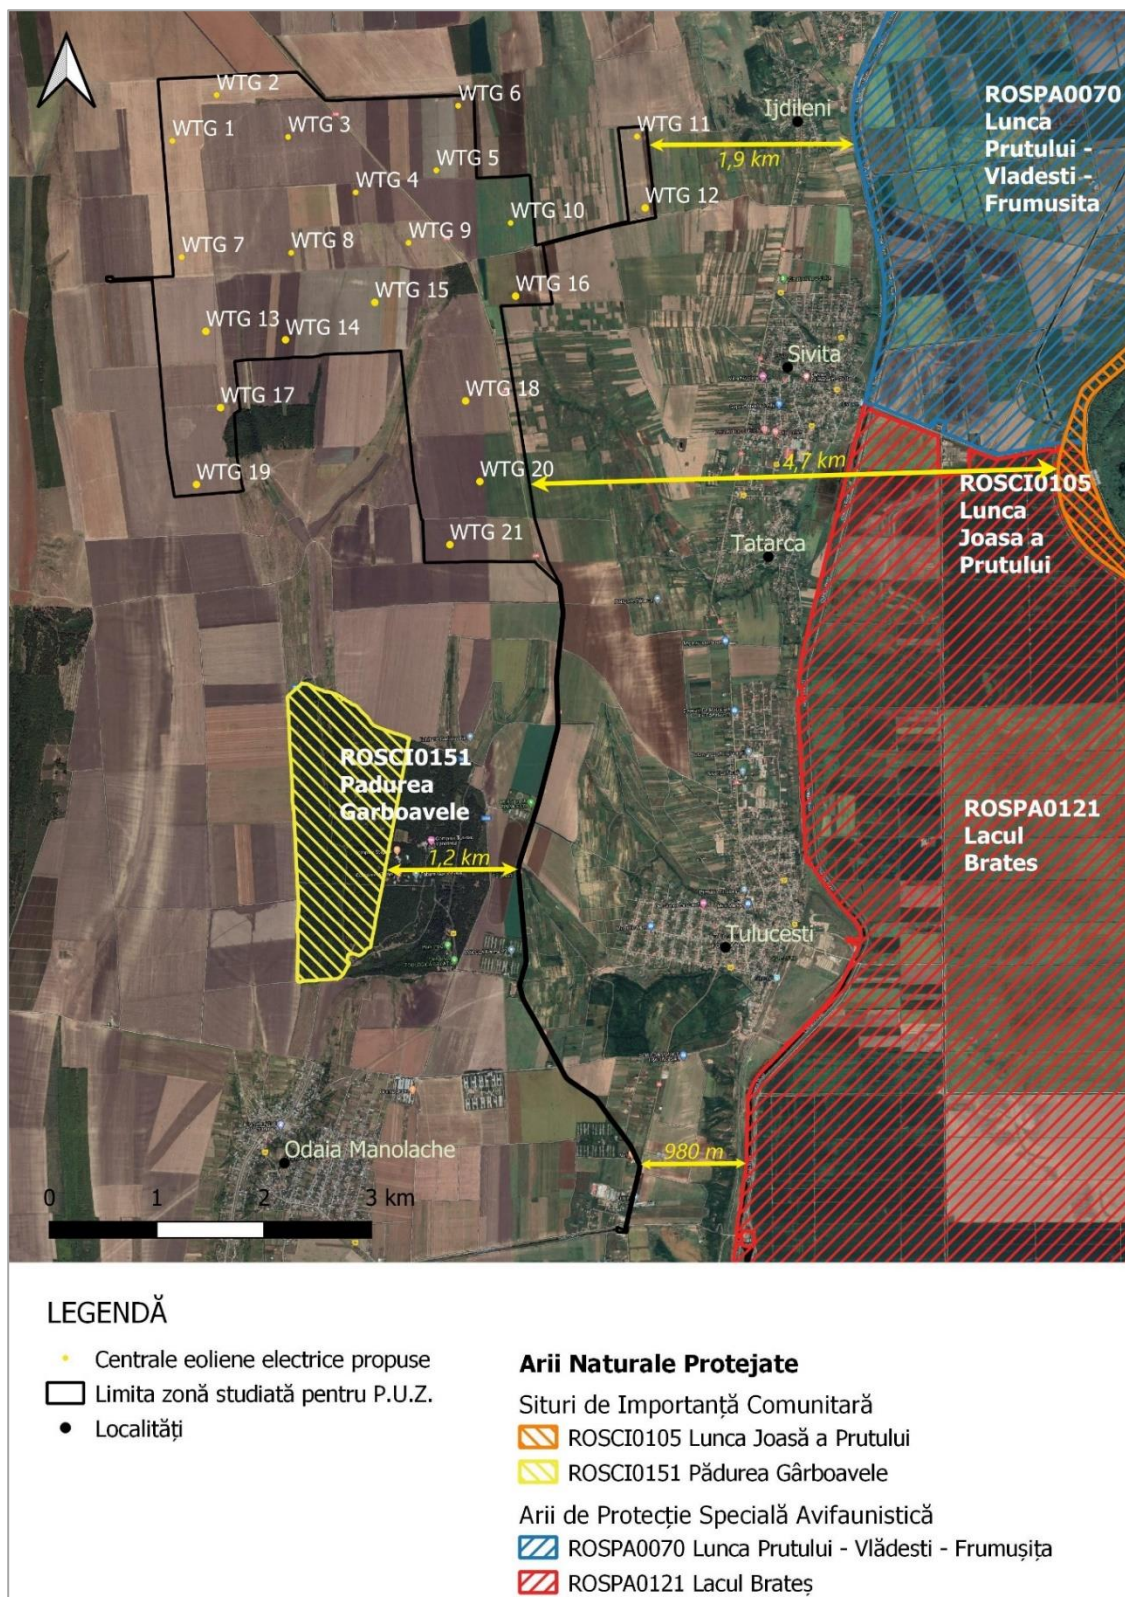 WTG 2
WTG 6
WTG 1
WTG 3
WTG 11
Ijdileni
ROSPA0070
Lunca
Prutului -
Vladesti -
Frumusita
1,9 km
WTG 5
WTG 4
WTG 12
WTG 10
WTG 9
WTG 8
WTG 7
WTG 16
WTG 15
WTG 13
WTG 14
Sivita
WTG 18
WTG 17
WTG 19
WTG 20
4,7 km
ROSCI0105
Lunca
Joasa a
Prutului
WTG 21
Tatarca
ROSCI0151
Padurea
Garboavele
1,2 km
ROSPA0121
Lacul
Brates
Tulucesti
Odaia Manolache
980 m
0 1 2 3 km
LEGENDĂ
Centrale eoliene electrice propuse
Limita zonă studiată pentru P.U.Z.
Localități
Arii Naturale Protejate
Situri de Importanță Comunitară
ROSCI0105 Lunca Joasă a Prutului
ROSCI0151 Pădurea Gârboavele
Arii de Protecție Specială Avifaunistică
ROSPA0070 Lunca Prutului - Vlădesti - Frumușița
ROSPA0121 Lacul Brateș